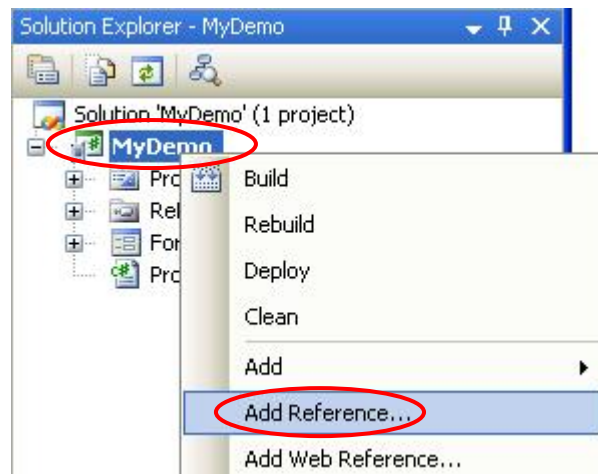 Solution Explorer - MyDemo
Solution 'MyDemo' (1 project)
MyDemo
Build
Rebuild
Deploy
Clean
Add
Add Reference...
Add Web Reference...